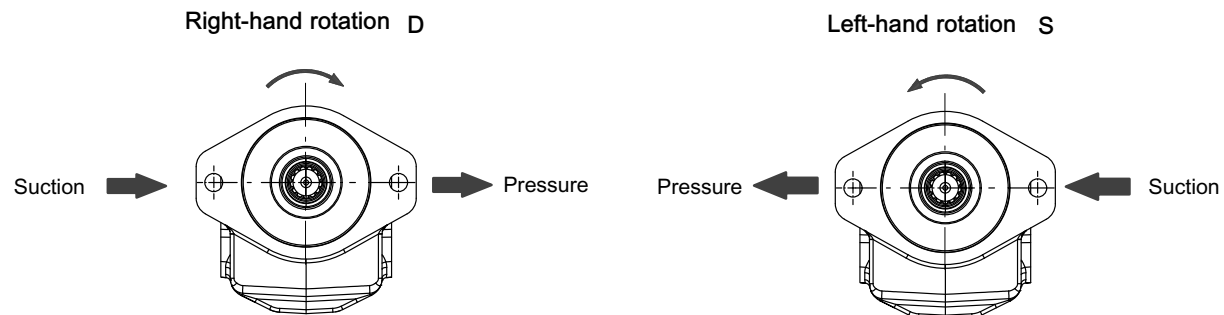 Right-hand rotation D
Left-hand rotation S
Suction
Pressure
Pressure
Suction